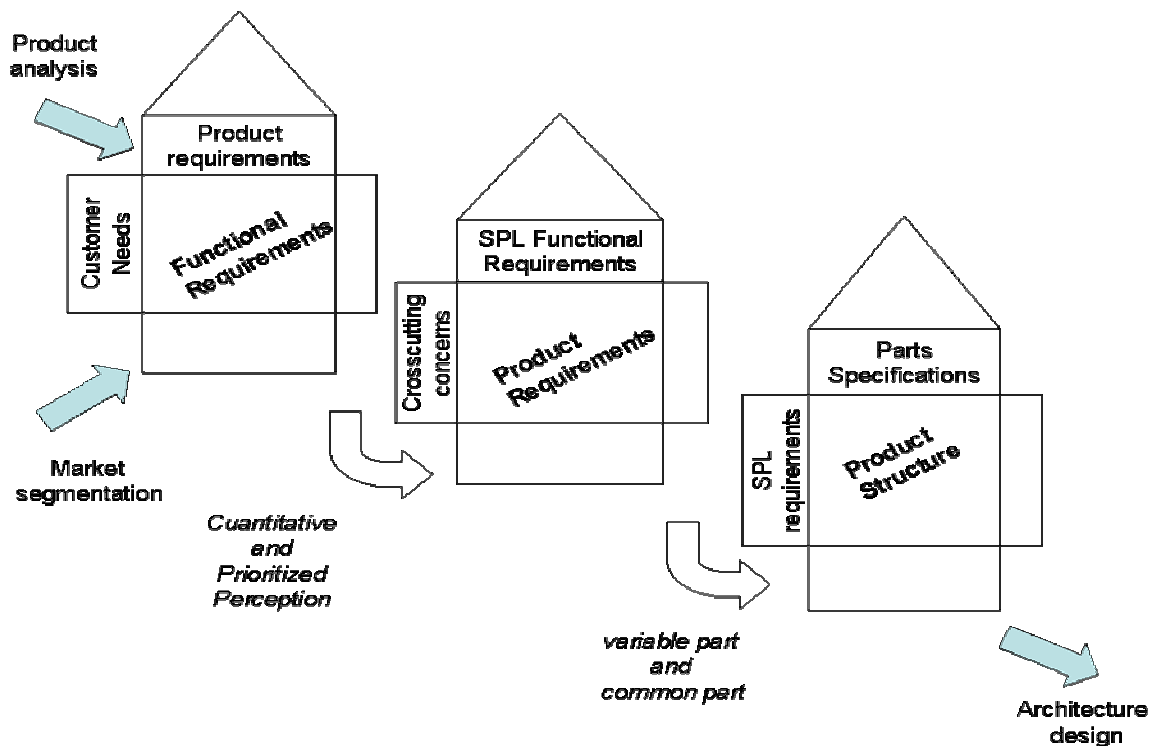 Product
analysis
Product
requirements
Customer
Needs
Functional
Requirements
Market
segmentation
Cuantitative
and
Prioritized
Perception
SPL Functional
Requirements
Crosscutting
concerns
Product
Requirements
variable part
and
common part
Parts
Specifications
SPL
requirements
Product
Structure
Architecture
design